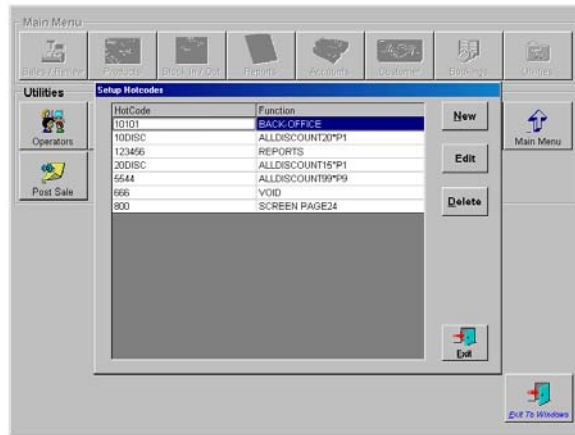 Main Menu
Sales / Review Products Stock In / Out Reports Accounts Customer Bookings Utilities
Utilities
Setup Hotcodes
Operators
Post Sale
HotCode Function
10101 BACK-OFFICE
10DISC ALLDISCOUNT20*P1
123456 REPORTS
20DISC ALLDISCOUNT15*P1
5544 ALLDISCOUNT99*P9
666 VOID
800 SCREEN PAGE24
New
Edit
Delete
Exit
Main Menu
Exit To Windows